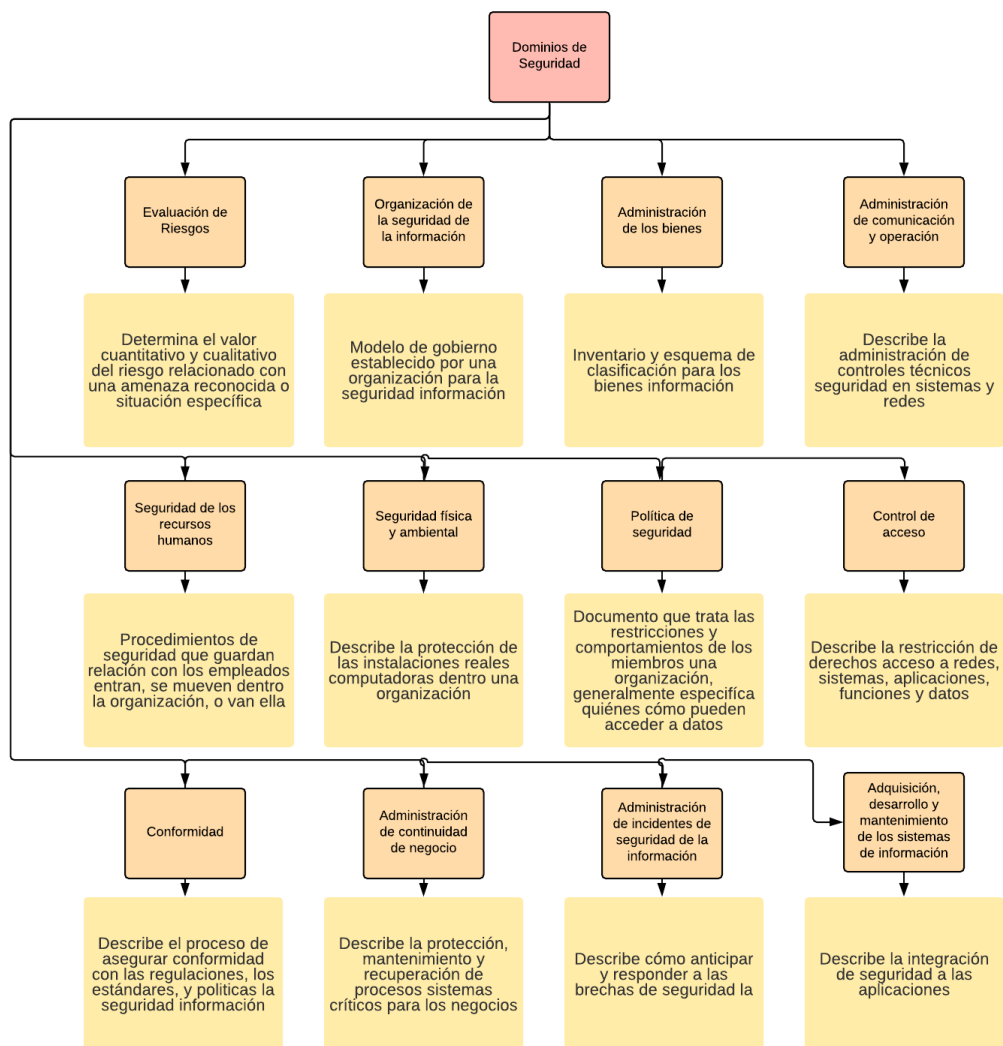 Dominios de
Seguridad
Evaluación de
Riesgos
Organización de
la seguridad de
la información
Administración
de los bienes
Administración
de comunicación
y operación
Determina el valor
cuantitativo y cualitativo
del riesgo relacionado con
una amenaza reconocida o
situación específica
Modelo de gobierno
establecido por una
organización para la
seguridad información
Inventario y esquema de
clasificación para los
bienes información
Describe la
administración de
controles técnicos
seguridad en sistemas y
redes
Seguridad de los
recursos
humanos
Seguridad física
y ambiental
Política de
seguridad
Control de
acceso
Procedimientos de
seguridad que guardan
relación con los empleados
entran, se mueven dentro
la organización, o van ella
Describe la protección de
las instalaciones reales
computadoras dentro una
organización
Documento que trata las
restricciones y
comportamientos de los
miembros una
organización,
generalmente especifíca
quiénes cómo pueden
acceder a datos
Describe la restricción de
derechos acceso a redes,
sistemas, aplicaciones,
funciones y datos
Conformidad
Administración
de continuidad
de negocio
Administración
de incidentes de
seguridad de la
información
Adquisición,
desarrollo y
mantenimiento
de los sistemas
de información
Describe el proceso de
asegurar conformidad
con las regulaciones, los
estándares, y politicas la
seguridad información
Describe la protección,
mantenimiento y
recuperación de
procesos sistemas
críticos para los negocios
Describe cómo anticipar
y responder a las
brechas de seguridad la
Describe la integración
de seguridad a las
aplicaciones